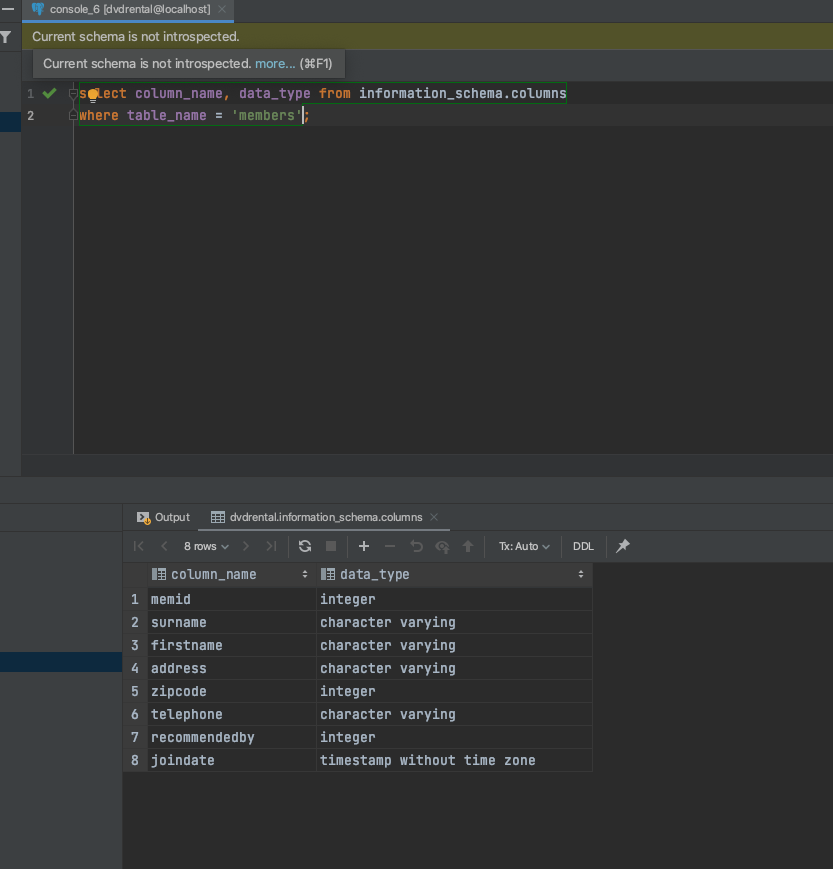 console_6 [dvdrental@localhost]
Current schema is not introspected.
Current schema is not introspected. more... (⌘F1)
1 select column_name, data_type from information_schema.columns
2 where table_name = 'members';
Output dvdrental.information_schema.columns
8 rows Tx: Auto DDL
column_name data_type
1 memid integer
2 surname character varying
3 firstname character varying
4 address character varying
5 zipcode integer
6 telephone character varying
7 recommendedby integer
8 joindate timestamp without time zone